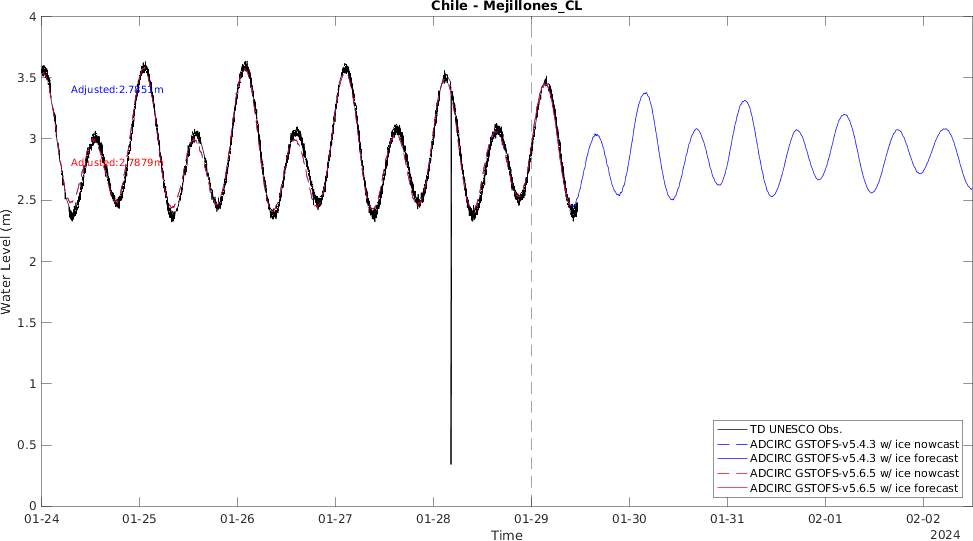 Chile - Mejillones_CL
4
3.5
3
2.5
2
1.5
1
0.5
0
Water Level (m)
Adjusted:2.7851m
Adjusted:2.7879m
TD UNESCO Obs.
ADCIRC GSTOFS-v5.4.3 w/ ice nowcast
ADCIRC GSTOFS-v5.4.3 w/ ice forecast
ADCIRC GSTOFS-v5.6.5 w/ ice nowcast
ADCIRC GSTOFS-v5.6.5 w/ ice forecast
01-24 01-25 01-26 01-27 01-28 01-29 01-30 01-31 02-01 02-02
Time
2024